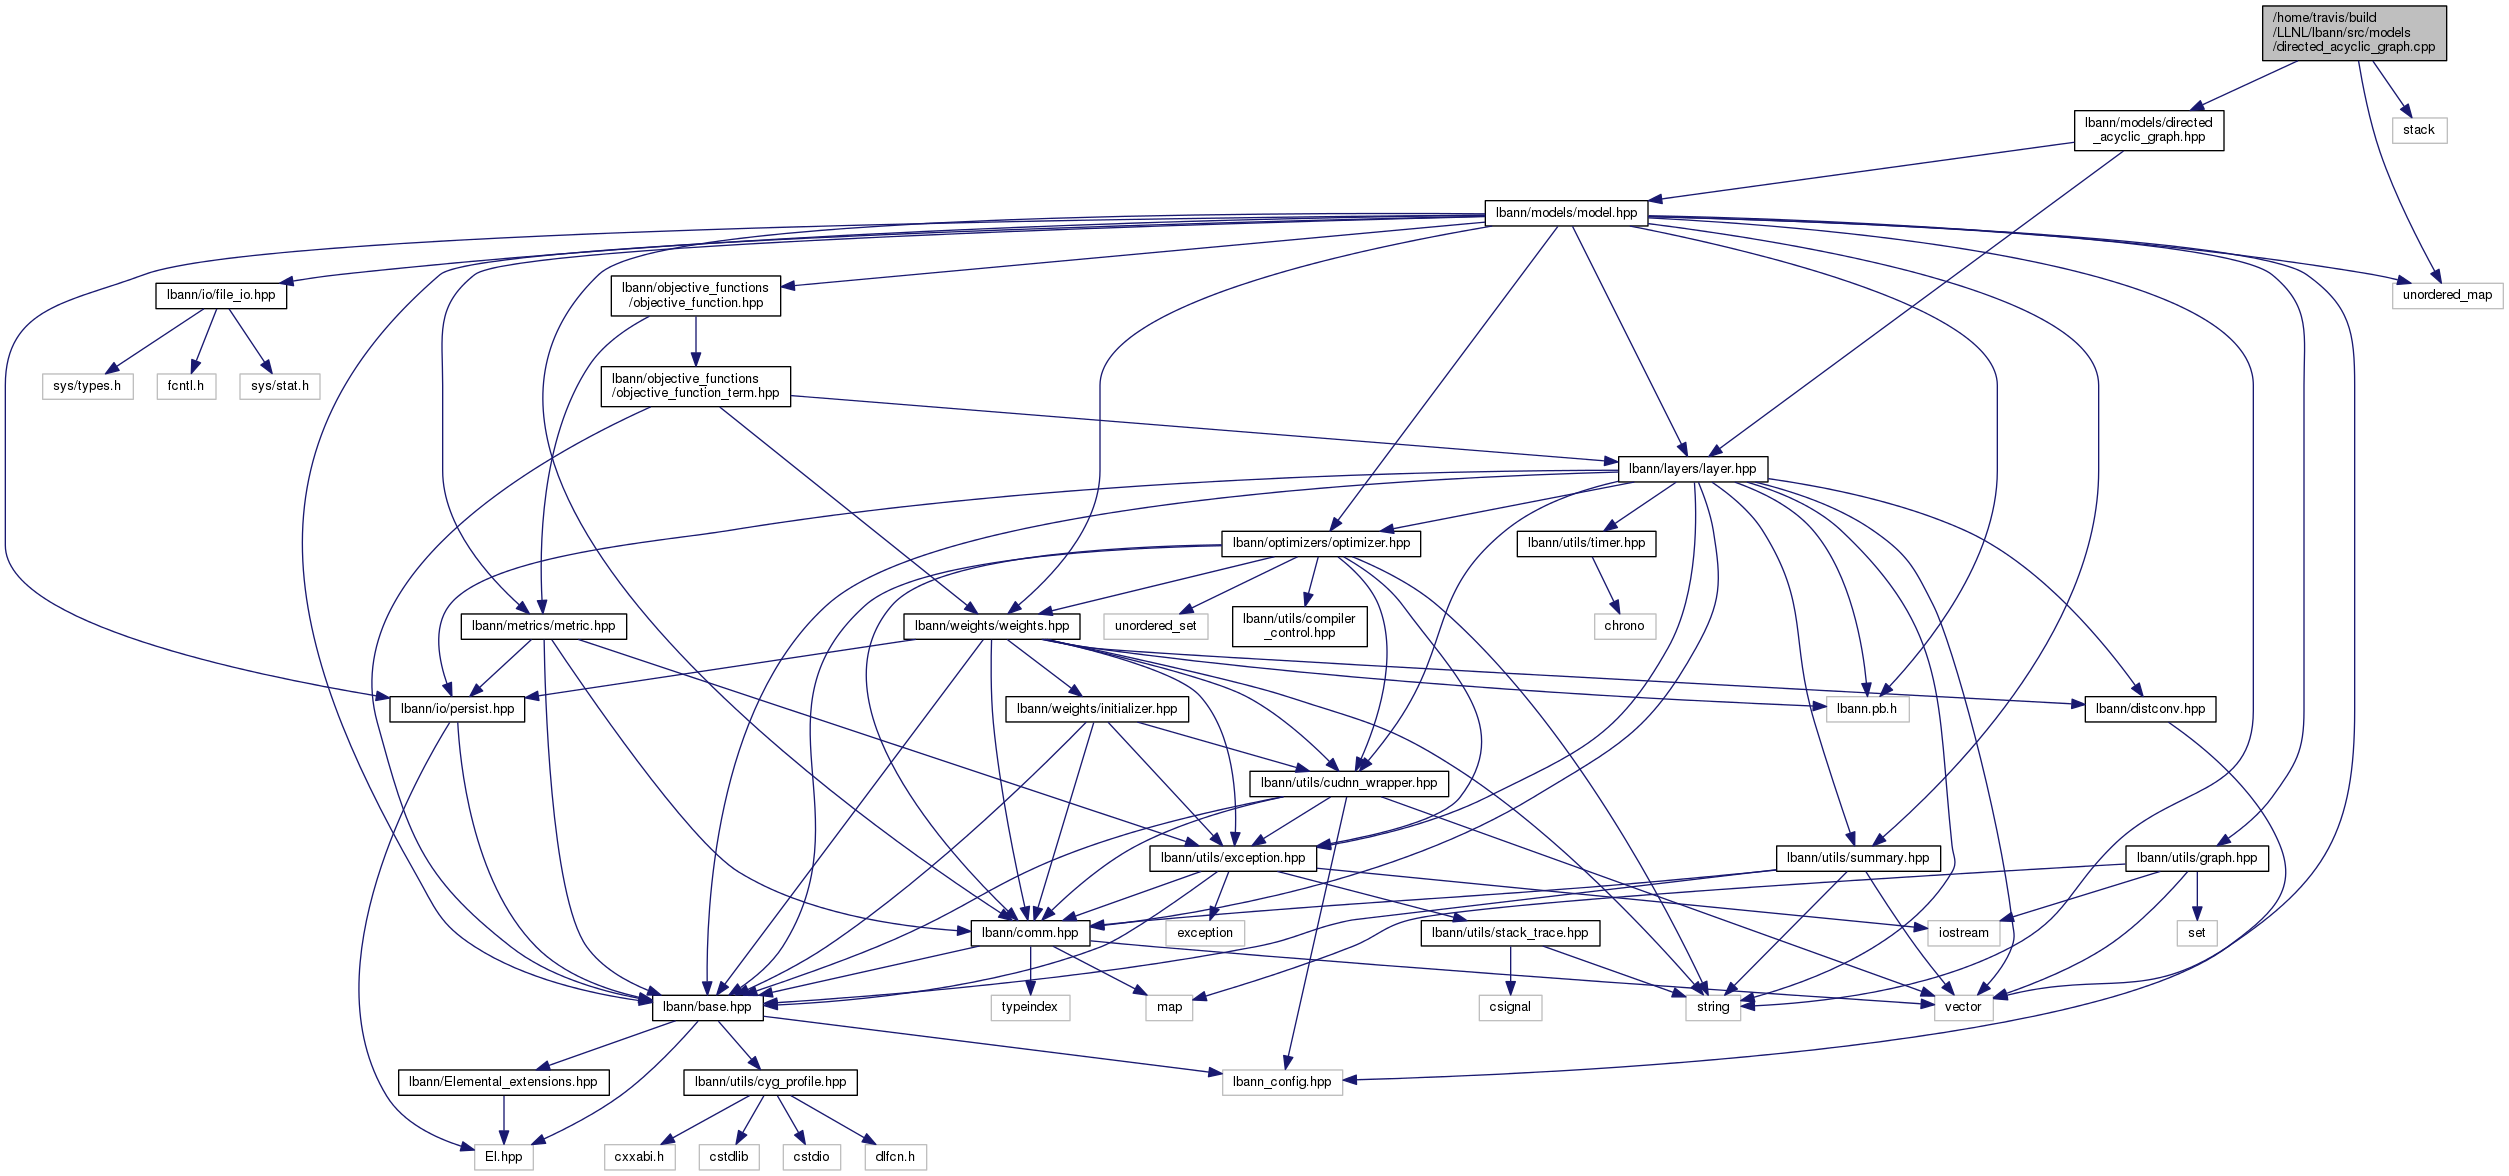 /home/travis/build
/LLNL/lbann/src/models
/directed_acyclic_graph.cpp
lbann/models/directed
_acyclic_graph.hpp
stack
lbann/models/model.hpp
lbann/io/file_io.hpp
lbann/objective_functions
/objective_function.hpp
unordered_map
sys/types.h
fcntl.h
sys/stat.h
lbann/objective_functions
/objective_function_term.hpp
lbann/layers/layer.hpp
lbann/optimizers/optimizer.hpp
lbann/utils/timer.hpp
lbann/metrics/metric.hpp
lbann/weights/weights.hpp
unordered_set
lbann/utils/compiler
_control.hpp
chrono
lbann/io/persist.hpp
lbann/weights/initializer.hpp
lbann.pb.h
lbann/distconv.hpp
lbann/utils/cudnn_wrapper.hpp
lbann/utils/exception.hpp
lbann/utils/summary.hpp
lbann/utils/graph.hpp
lbann/comm.hpp
exception
lbann/utils/stack_trace.hpp
iostream
set
lbann/base.hpp
typeindex
map
csignal
string
vector
lbann/Elemental_extensions.hpp
lbann/utils/cyg_profile.hpp
lbann_config.hpp
El.hpp
cxxabi.h
cstdlib
cstdio
dlfcn.h